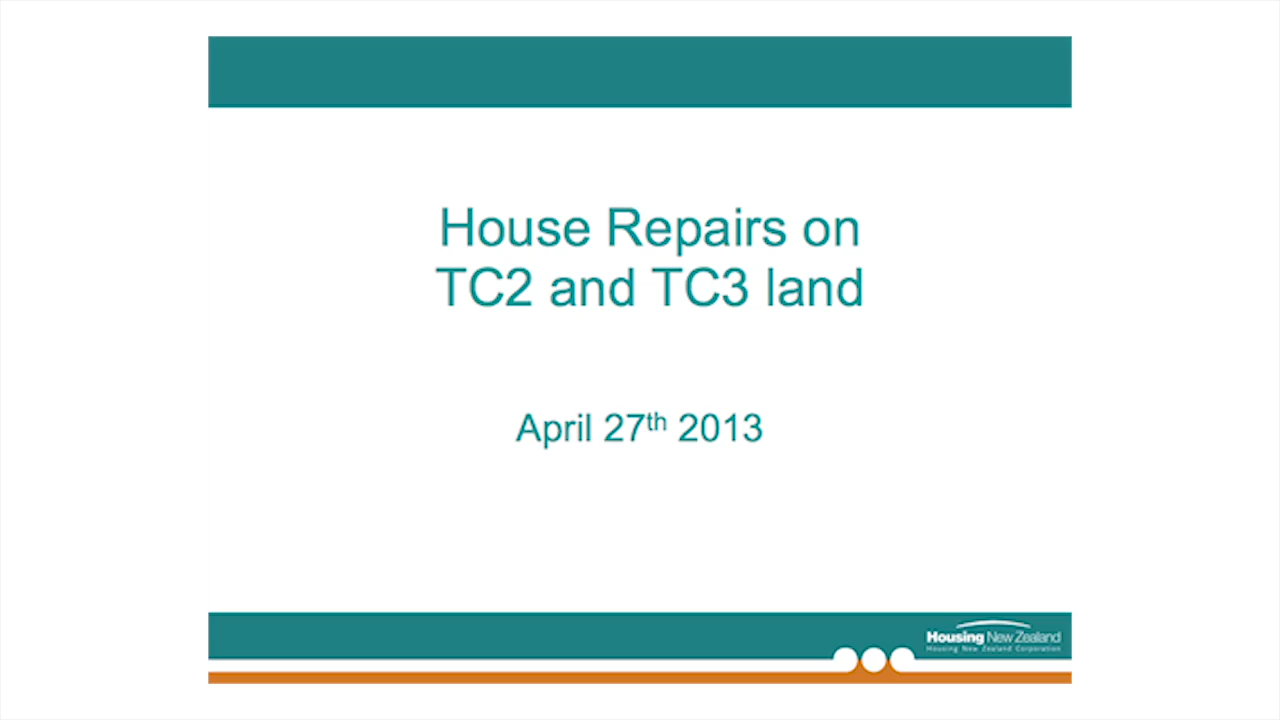 House Repairs on
TC2 and TC3 land
April 27th 2013
Housing New Zealand
Housing New Zealand Corporation